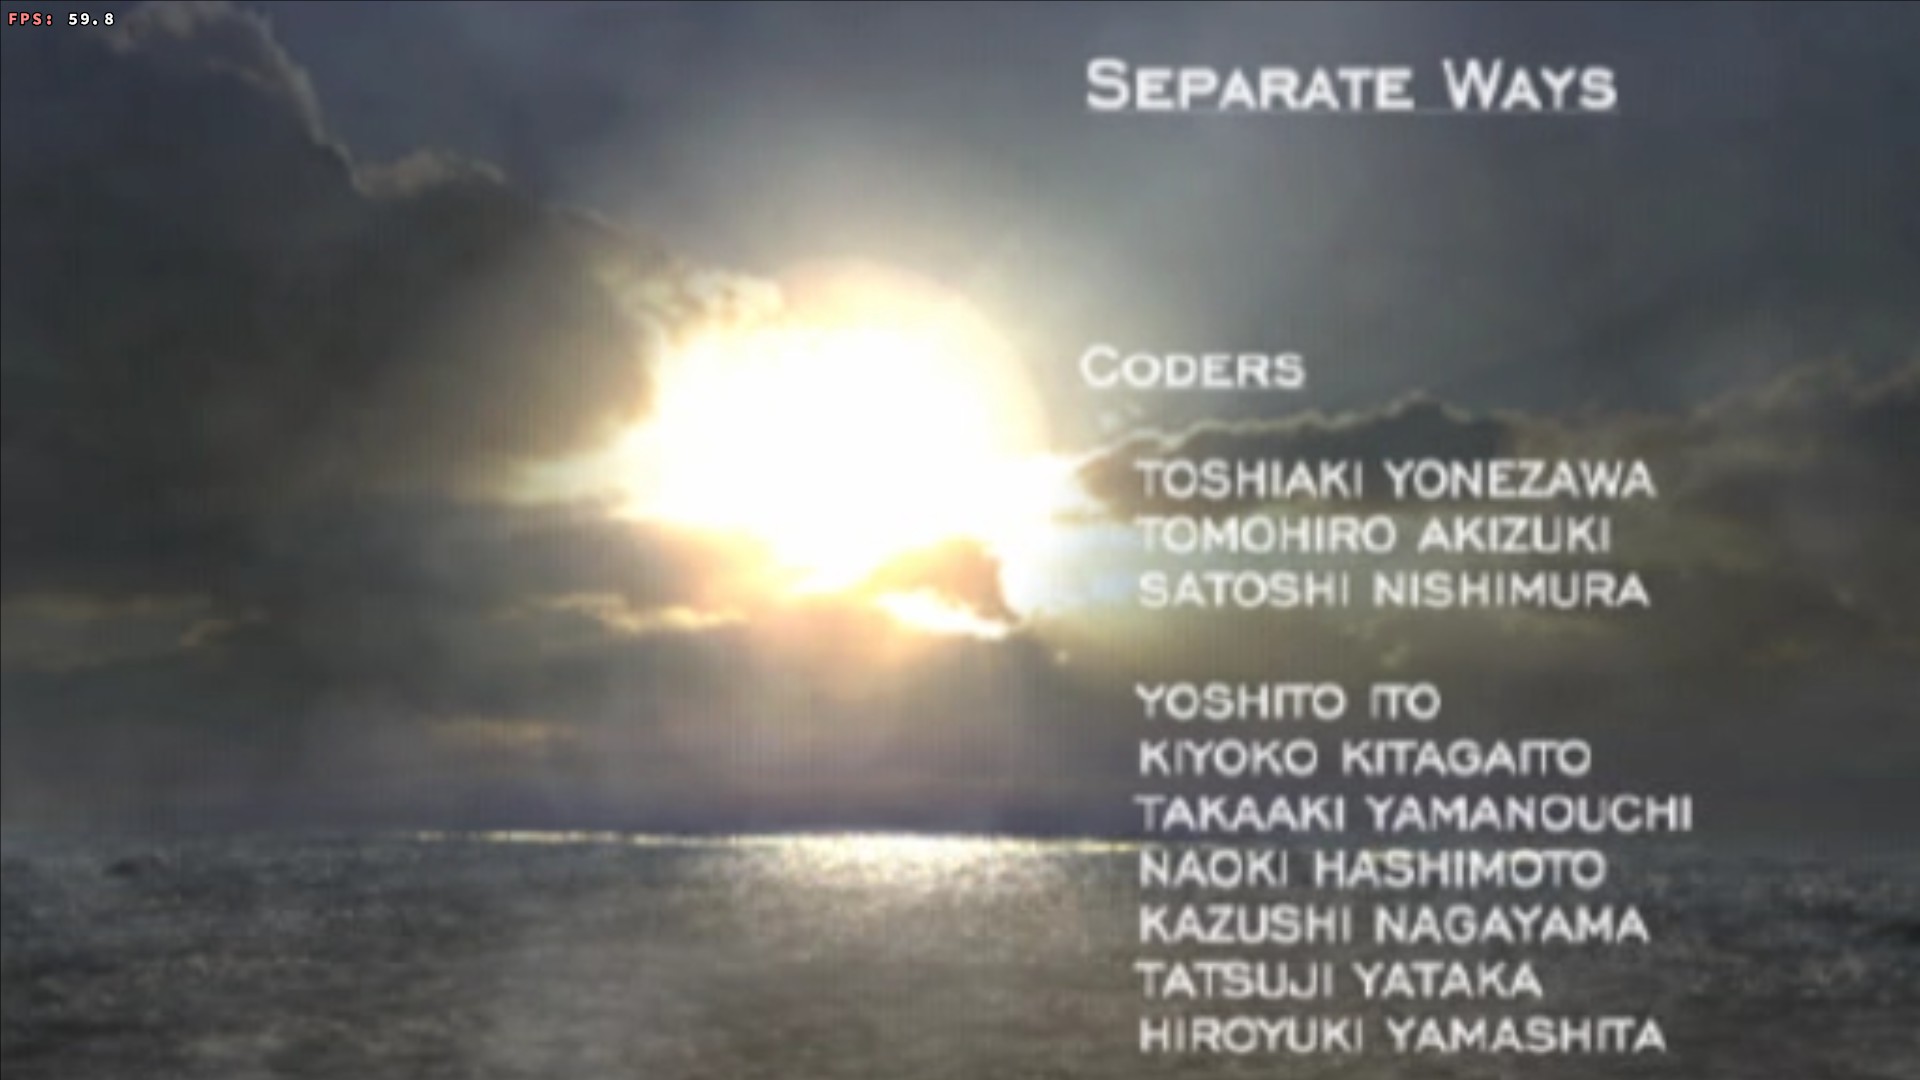 FPS: 59.8
SEPARATE WAYS
CODERS
TOSHIAKI YONEZAWA
TOMOHIRO AKIZUKI
SATOSHI NISHIMURA
YOSHITO ITO
KIYOKO KITAGAITO
TAKAAKI YAMANOUCHI
NAOKI HASHIMOTO
KAZUSHI NAGAYAMA
TATSUJI YATAKA
HIROYUKI YAMASHITA